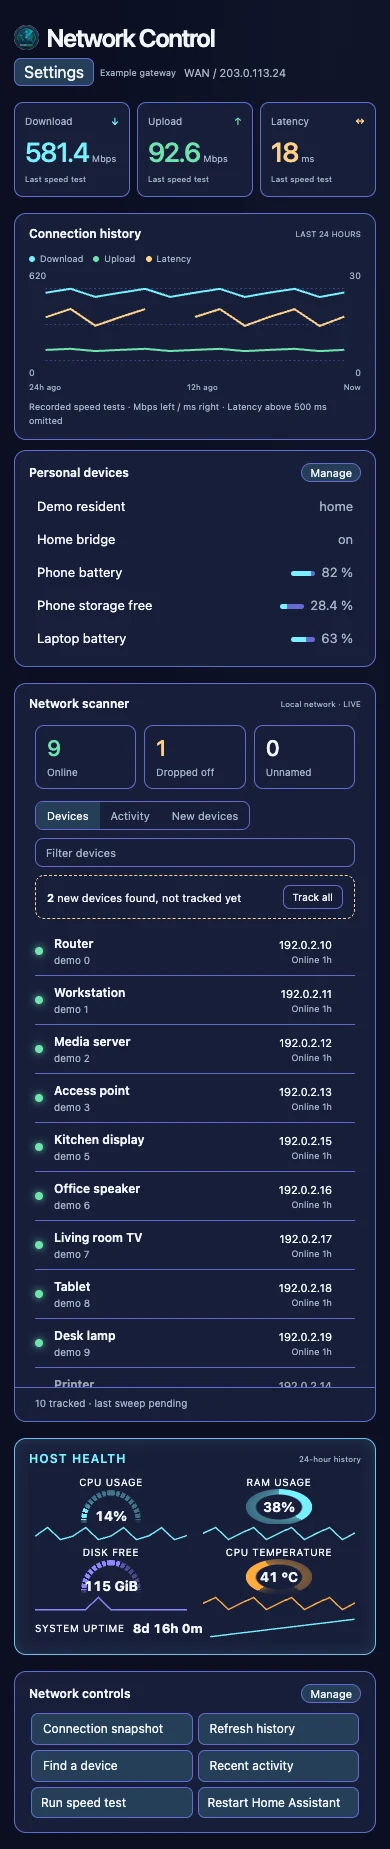 Network Control
Settings Example gateway WAN / 203.0.113.24
Download ↓
581.4 Mbps
Last speed test
Upload ↑
92.6 Mbps
Last speed test
Latency ↔
18 ms
Last speed test
Connection history LAST 24 HOURS
Download Upload Latency
620 30
0 0
24h ago 12h ago Now
Recorded speed tests · Mbps left / ms right · Latency above 500 ms
omitted
Personal devices Manage
Demo resident home
Home bridge on
Phone battery 82 %
Phone storage free 28.4 %
Laptop battery 63 %
Network scanner Local network · LIVE
9
Online
1
Dropped off
0
Unnamed
Devices Activity New devices
Filter devices
2 new devices found, not tracked yet Track all
Router 192.0.2.10
demo 0 Online 1h
Workstation 192.0.2.11
demo 1 Online 1h
Media server 192.0.2.12
demo 2 Online 1h
Access point 192.0.2.13
demo 3 Online 1h
Kitchen display 192.0.2.15
demo 5 Online 1h
Office speaker 192.0.2.16
demo 6 Online 1h
Living room TV 192.0.2.17
demo 7 Online 1h
Tablet 192.0.2.18
demo 8 Online 1h
Desk lamp 192.0.2.19
demo 9 Online 1h
Printer 192.0.2.14
10 tracked · last sweep pending
HOST HEALTH 24-hour history
CPU USAGE
14%
RAM USAGE
38%
DISK FREE
115 GiB
CPU TEMPERATURE
41 °C
SYSTEM UPTIME 8d 16h 0m
Network controls Manage
Connection snapshot Refresh history
Find a device Recent activity
Run speed test Restart Home Assistant